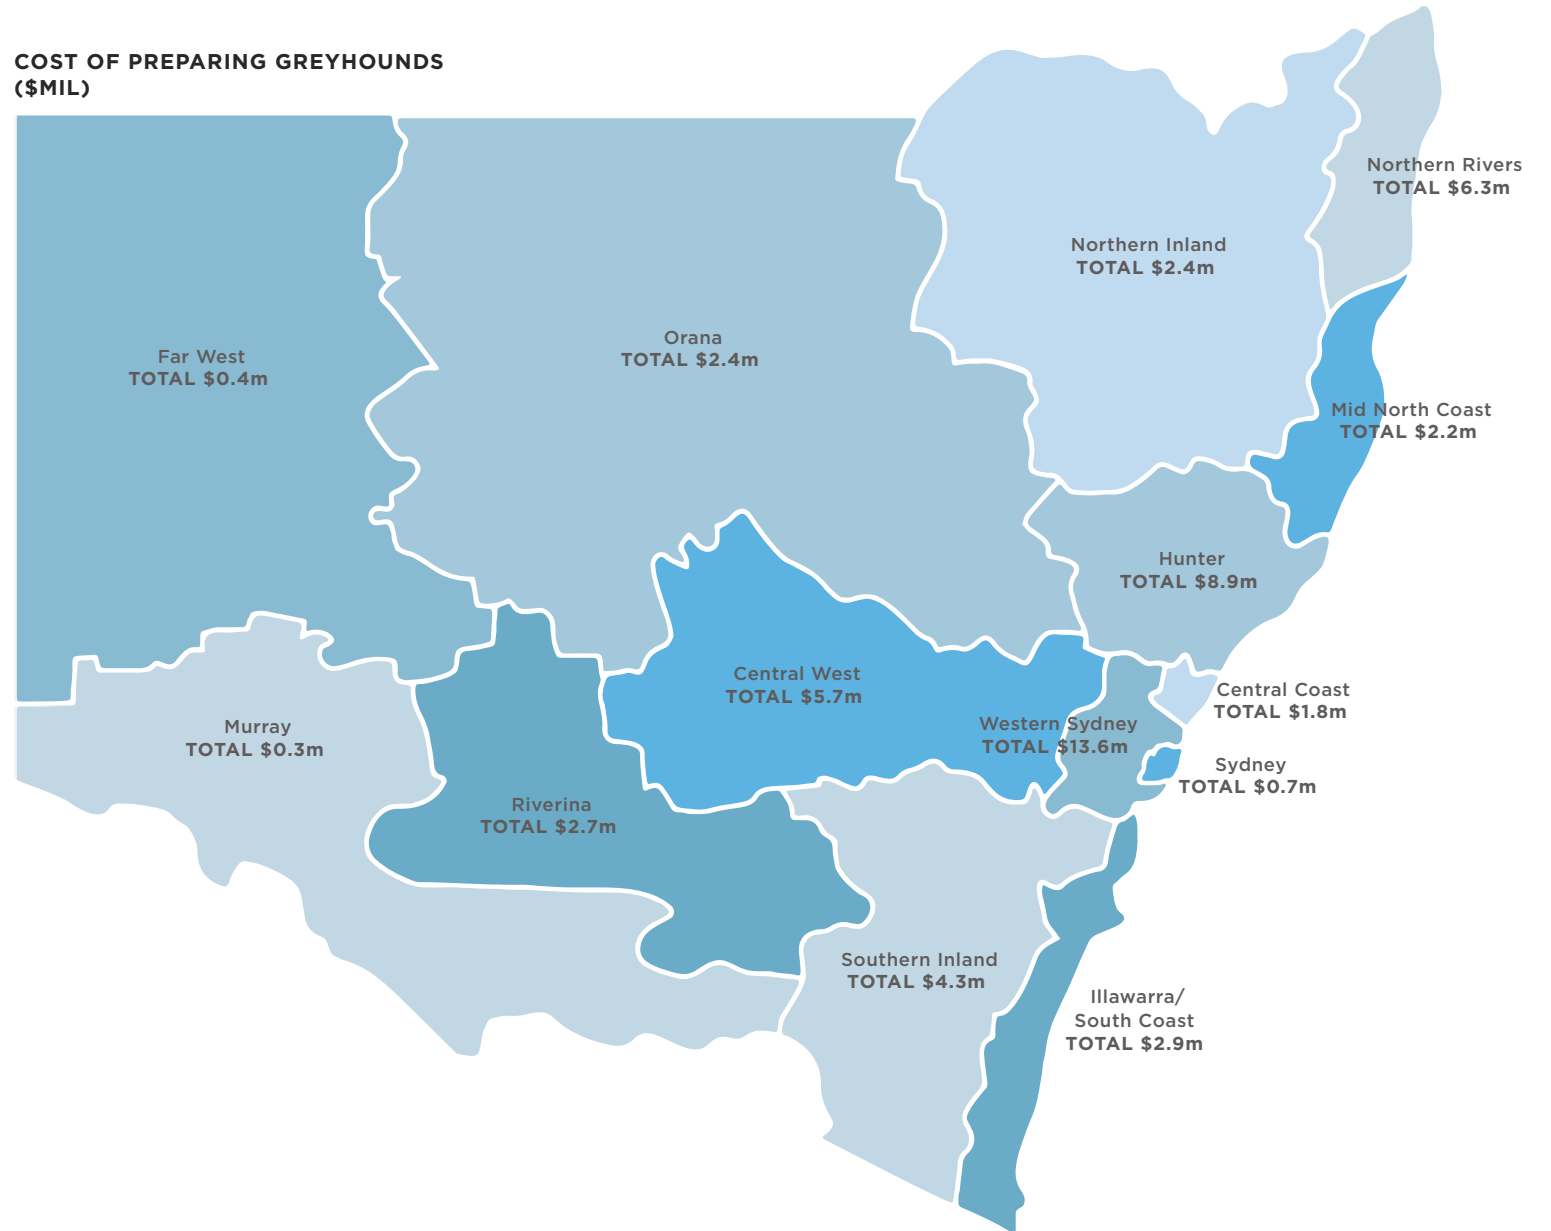 COST OF PREPARING GREYHOUNDS
($MIL)
Northern Rivers
TOTAL $6.3m
Northern Inland
TOTAL $2.4m
Orana
TOTAL $2.4m
Far West
TOTAL $0.4m
Mid North Coast
TOTAL $2.2m
Hunter
TOTAL $8.9m
Central West
TOTAL $5.7m
Central Coast
TOTAL $1.8m
Western Sydney
TOTAL $13.6m
Murray
TOTAL $0.3m
Sydney
TOTAL $0.7m
Riverina
TOTAL $2.7m
Southern Inland
TOTAL $4.3m
Illawarra/
South Coast
TOTAL $2.9m